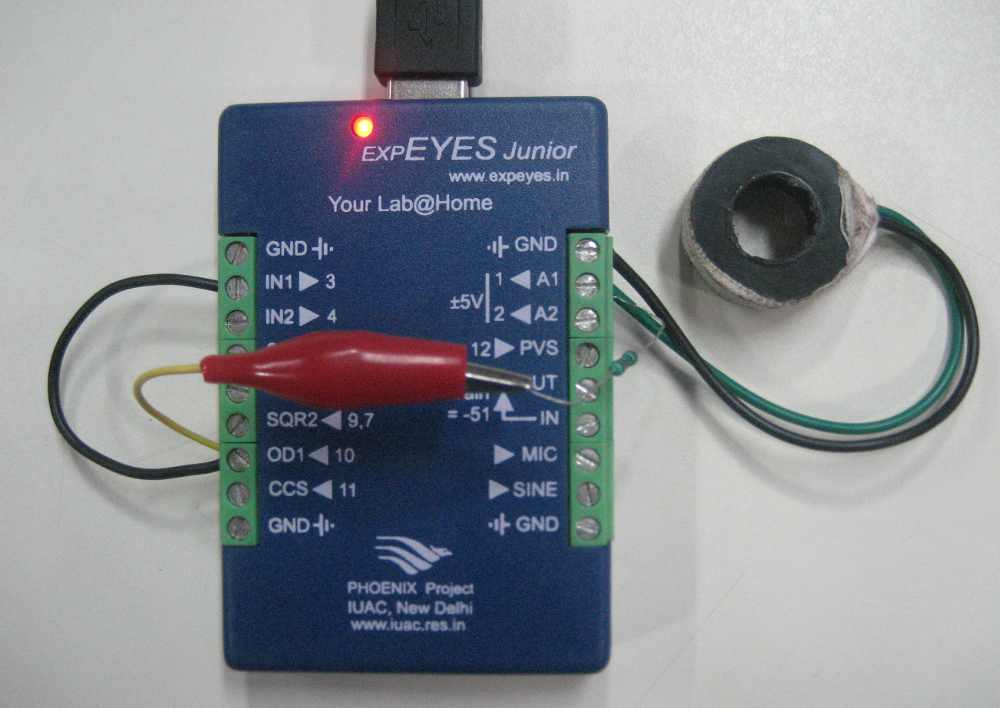 EXPEYES Junior
www.expeyes.in
Your Lab@Home
GND
IN1 3
IN2 4
SQR2 9,7
OD1 10
CCS 11
GND
GND
1 A1
±5V
2 A2
12 PVS
UT
= -51 IN
MIC
SINE
GND
PHOENIX Project
IUAC, New Delhi
www.iuac.res.in